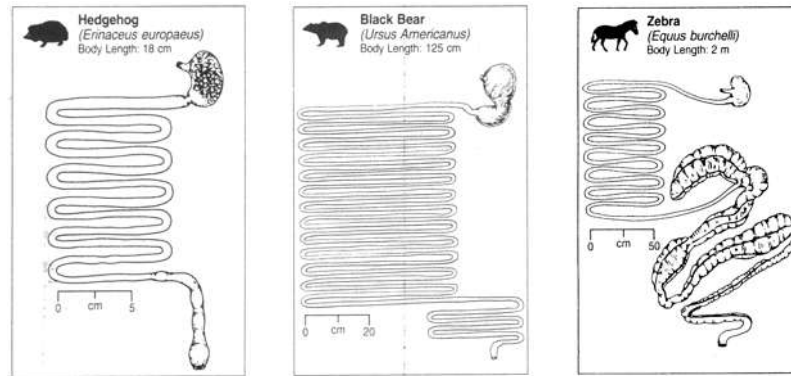 Hedgehog
(Erinaceus europaeus)
Body Length: 18 cm
0 cm 5
Black Bear
(Ursus Americanus)
Body Length: 125 cm
0 cm 20
Zebra
(Equus burchelli)
Body Length: 2 m
0 cm 50